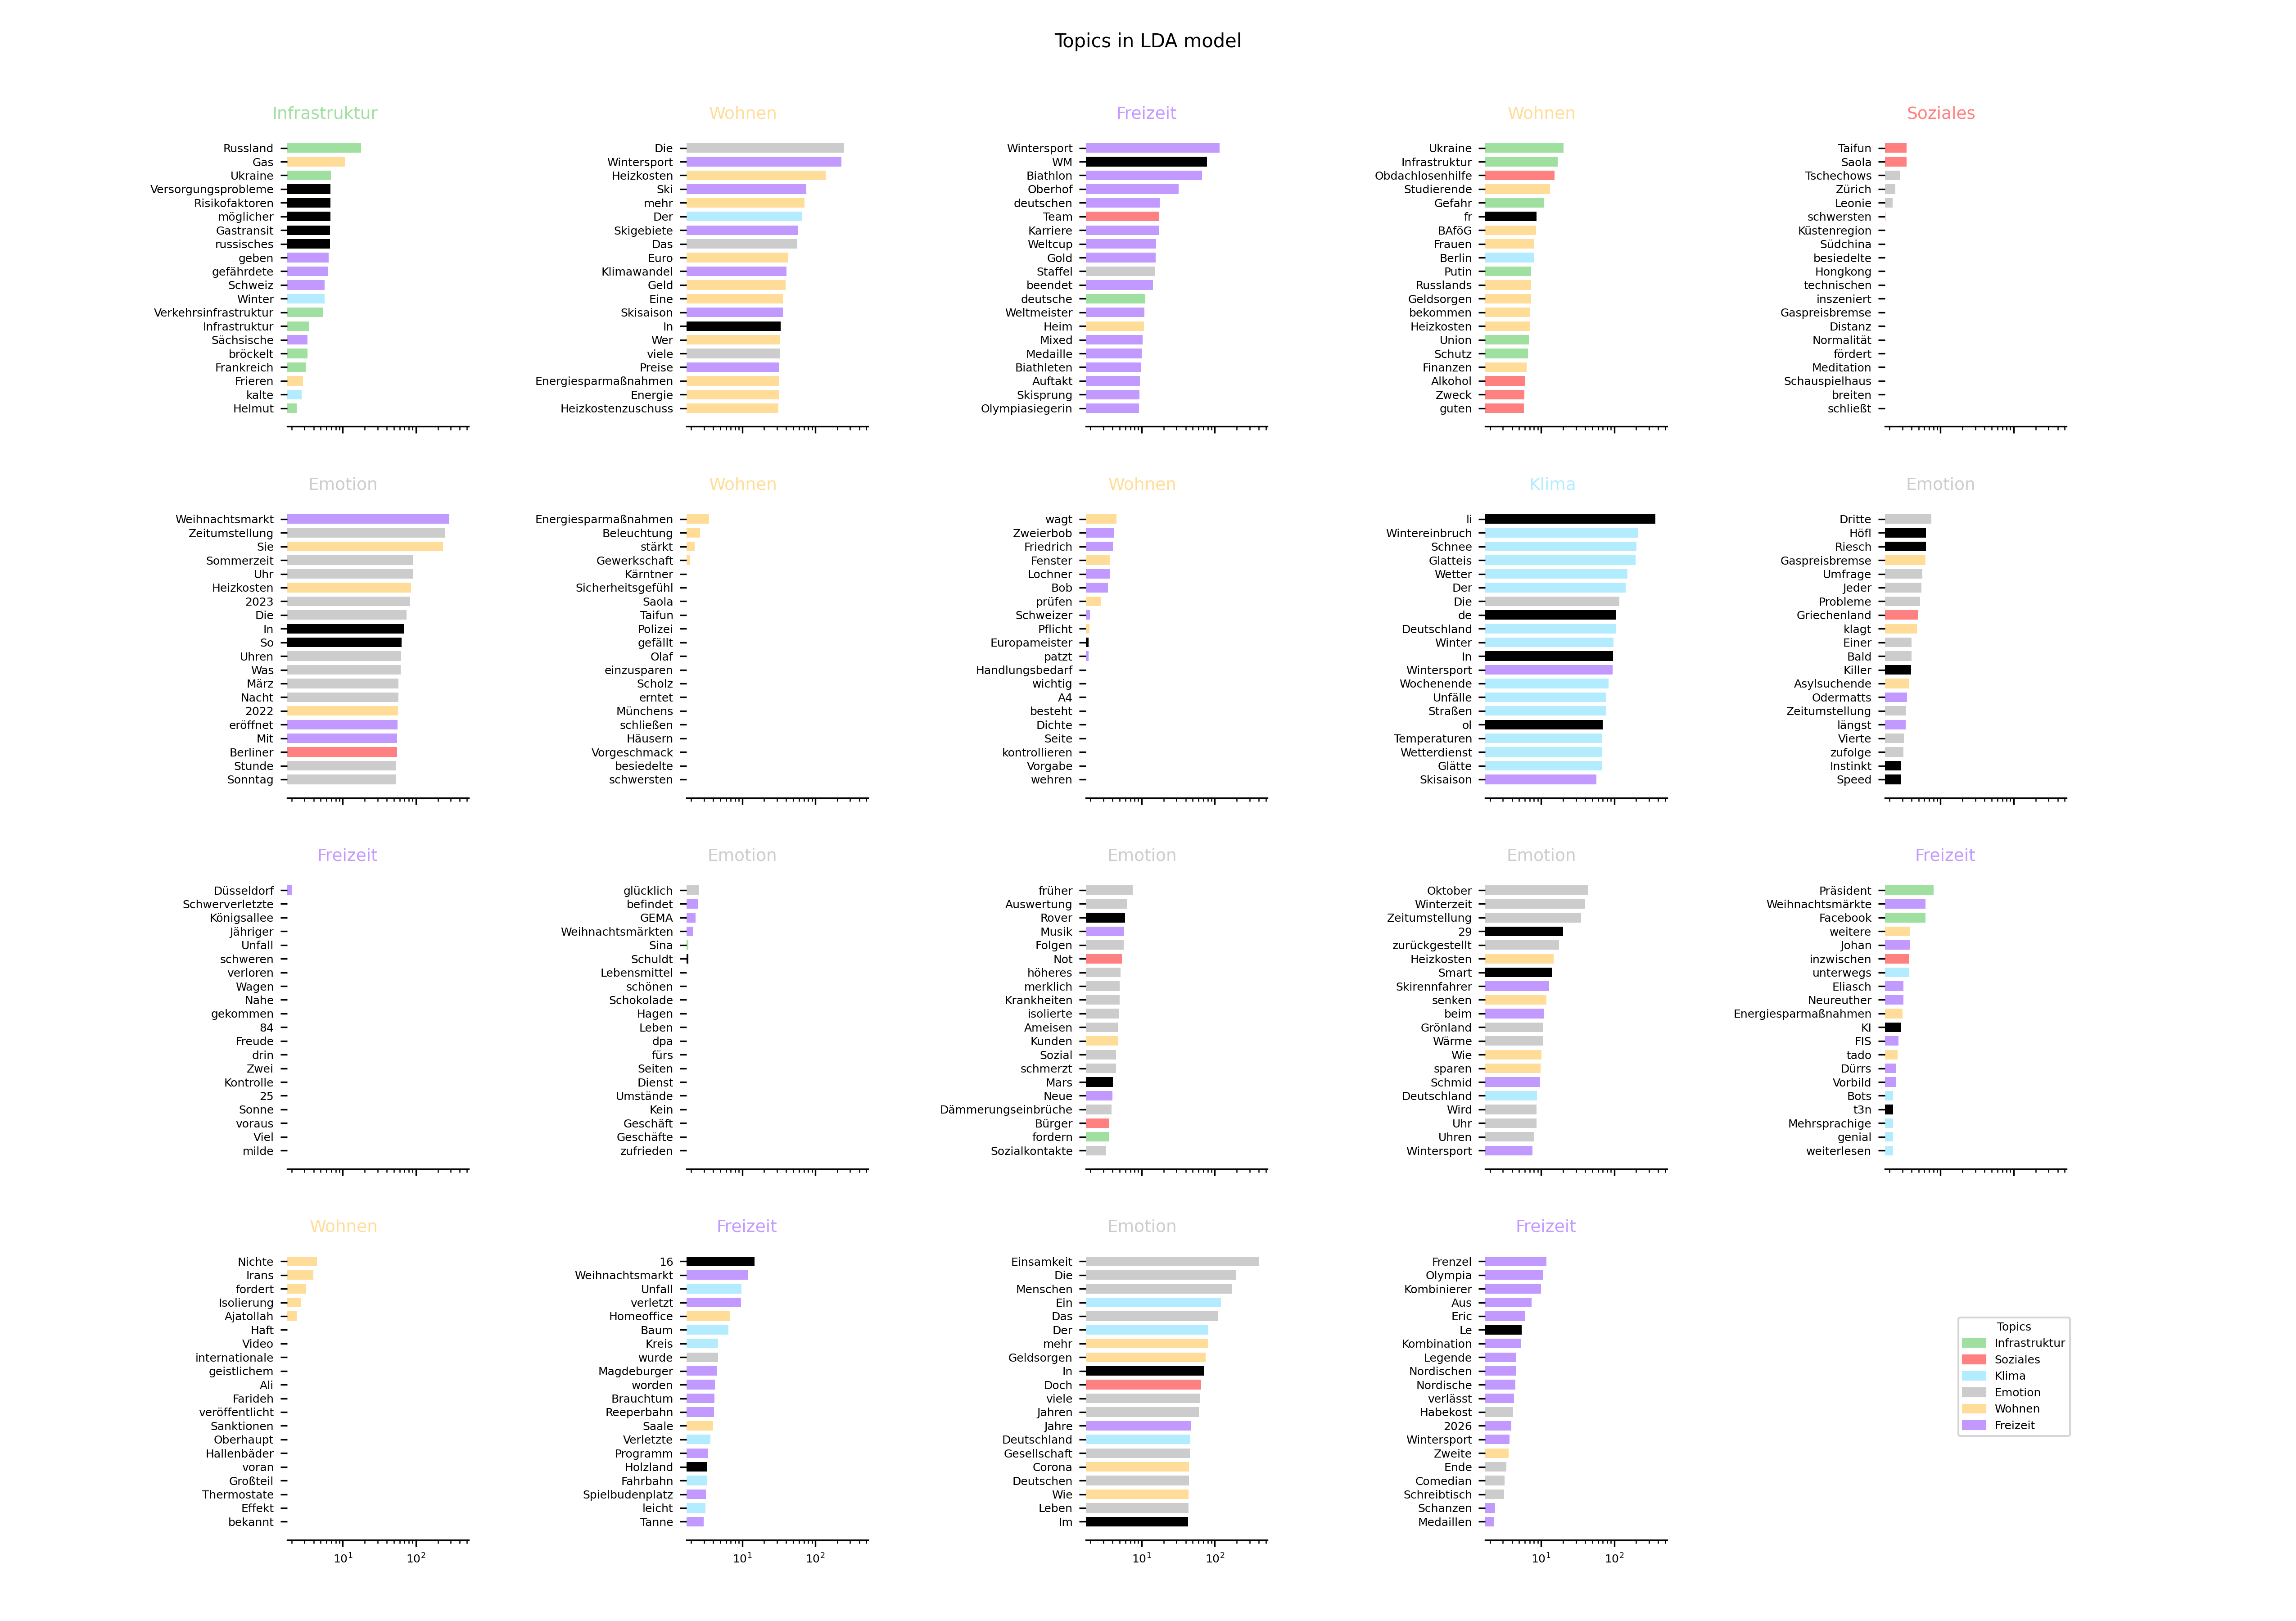 Topics in LDA model
Infrastruktur
Russland
Gas
Ukraine
Versorgungsprobleme
Risikofaktoren
möglicher
Gastransit
russisches
geben
gefährdete
Schweiz
Winter
Verkehrsinfrastruktur
Infrastruktur
Sächsische
bröckelt
Frankreich
Frieren
kalte
Helmut
Wohnen
Die
Wintersport
Heizkosten
Ski
mehr
Der
Skigebiete
Das
Euro
Klimawandel
Geld
Eine
Skisaison
In
Wer
viele
Preise
Energiesparmaßnahmen
Energie
Heizkostenzuschuss
Freizeit
Wintersport
WM
Biathlon
Oberhof
deutschen
Team
Karriere
Weltcup
Gold
Staffel
beendet
deutsche
Weltmeister
Heim
Mixed
Medaille
Biathleten
Auftakt
Skisprung
Olympiasiegerin
Wohnen
Ukraine
Infrastruktur
Obdachlosenhilfe
Studierende
Gefahr
fr
BAföG
Frauen
Berlin
Putin
Russlands
Geldsorgen
bekommen
Heizkosten
Union
Schutz
Finanzen
Alkohol
Zweck
guten
Soziales
Taifun
Saola
Tschechows
Zürich
Leonie
schwersten
Küstenregion
Südchina
besiedelte
Hongkong
technischen
inszeniert
Gaspreisbremse
Distanz
Normalität
fördert
Meditation
Schauspielhaus
breiten
schließt
Emotion
Weihnachtsmarkt
Zeitumstellung
Sie
Sommerzeit
Uhr
Heizkosten
2023
Die
In
So
Uhren
Was
März
Nacht
2022
eröffnet
Mit
Berliner
Stunde
Sonntag
Wohnen
Energiesparmaßnahmen
Beleuchtung
stärkt
Gewerkschaft
Kärntner
Sicherheitsgefühl
Saola
Taifun
Polizei
gefällt
Olaf
einzusparen
Scholz
erntet
Münchens
schließen
Häusern
Vorgeschmack
besiedelte
schwersten
Wohnen
wagt
Zweierbob
Friedrich
Fenster
Lochner
Bob
prüfen
Schweizer
Pflicht
Europameister
patzt
Handlungsbedarf
wichtig
A4
besteht
Dichte
Seite
kontrollieren
Vorgabe
wehren
Klima
li
Wintereinbruch
Schnee
Glatteis
Wetter
Der
Die
de
Deutschland
Winter
In
Wintersport
Wochenende
Unfälle
Straßen
ol
Temperaturen
Wetterdienst
Glätte
Skisaison
Emotion
Dritte
Höfl
Riesch
Gaspreisbremse
Umfrage
Jeder
Probleme
Griechenland
klagt
Einer
Bald
Killer
Asylsuchende
Odermatts
Zeitumstellung
längst
Vierte
zufolge
Instinkt
Speed
Freizeit
Düsseldorf
Schwerverletzte
Königsallee
Jähriger
Unfall
schweren
verloren
Wagen
Nahe
gekommen
84
Freude
drin
Zwei
Kontrolle
25
Sonne
voraus
Viel
milde
Emotion
glücklich
befindet
GEMA
Weihnachtsmärkten
Sina
Schuldt
Lebensmittel
schönen
Schokolade
Hagen
Leben
dpa
fürs
Seiten
Dienst
Umstände
Kein
Geschäft
Geschäfte
zufrieden
Emotion
früher
Auswertung
Rover
Musik
Folgen
Not
höheres
merklich
Krankheiten
isolierte
Ameisen
Kunden
Sozial
schmerzt
Mars
Neue
Dämmerungseinbrüche
Bürger
fordern
Sozialkontakte
Emotion
Oktober
Winterzeit
Zeitumstellung
29
zurückgestellt
Heizkosten
Smart
Skirennfahrer
senken
beim
Grönland
Wärme
Wie
sparen
Schmid
Deutschland
Wird
Uhr
Uhren
Wintersport
Freizeit
Präsident
Weihnachtsmärkte
Facebook
weitere
Johan
inzwischen
unterwegs
Eliasch
Neureuther
Energiesparmaßnahmen
KI
FIS
tado
Dürrs
Vorbild
Bots
t3n
Mehrsprachige
genial
weiterlesen
Wohnen
Nichte
Irans
fordert
Isolierung
Ajatollah
Haft
Video
internationale
geistlichem
Ali
Farideh
veröffentlicht
Sanktionen
Oberhaupt
Hallenbäder
voran
Großteil
Thermostate
Effekt
bekannt
10¹ 10²
Freizeit
16
Weihnachtsmarkt
Unfall
verletzt
Homeoffice
Baum
Kreis
wurde
Magdeburger
worden
Brauchtum
Reeperbahn
Saale
Verletzte
Programm
Holzland
Fahrbahn
Spielbudenplatz
leicht
Tanne
10¹ 10²
Emotion
Einsamkeit
Die
Menschen
Ein
Das
Der
mehr
Geldsorgen
In
Doch
viele
Jahren
Jahre
Deutschland
Gesellschaft
Corona
Deutschen
Wie
Leben
Im
10¹ 10²
Freizeit
Frenzel
Olympia
Kombinierer
Aus
Eric
Le
Kombination
Legende
Nordischen
Nordische
verlässt
Habekost
2026
Wintersport
Zweite
Ende
Comedian
Schreibtisch
Schanzen
Medaillen
10¹ 10²
Topics
Infrastruktur
Soziales
Klima
Emotion
Wohnen
Freizeit